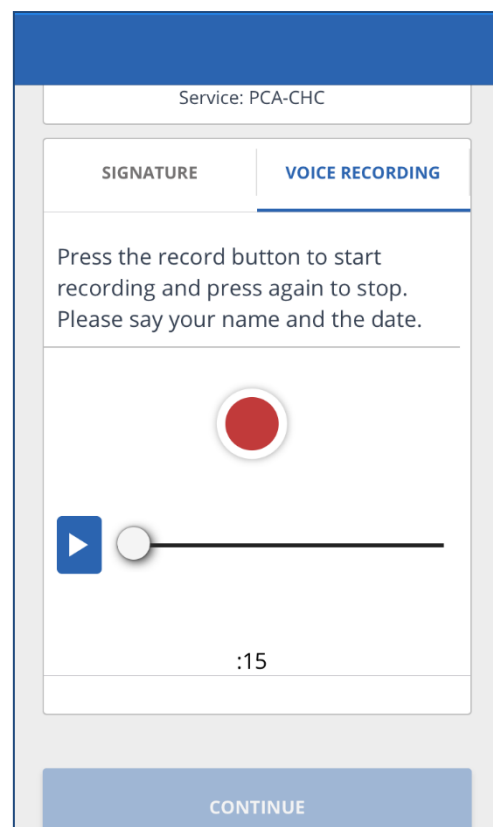 Service: PCA-CHC
SIGNATURE
VOICE RECORDING
Press the record button to start
recording and press again to stop.
Please say your name and the date.
:15
CONTINUE